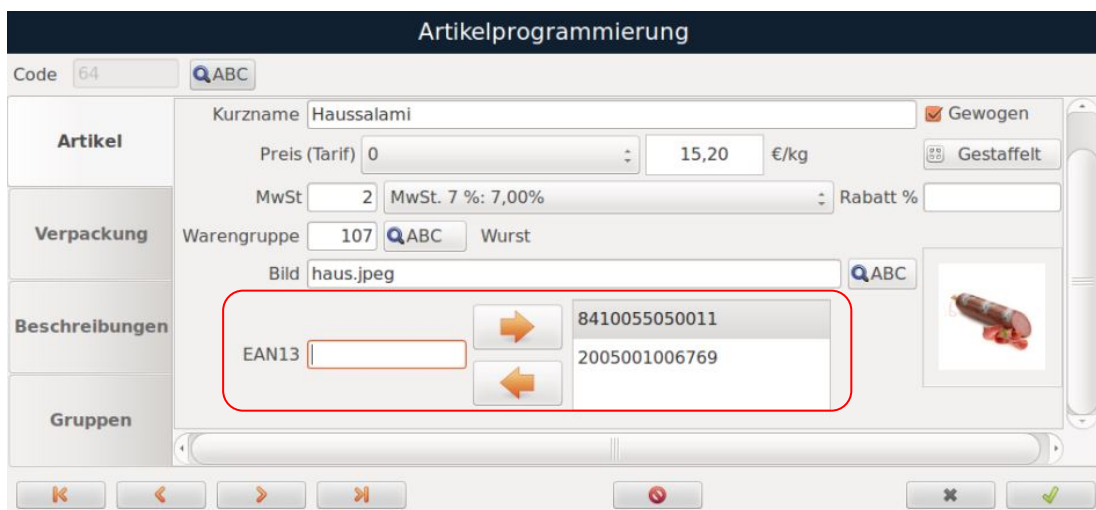 Artikelprogrammierung
Code 64 ABC
Artikel
Verpackung
Beschreibungen
Gruppen
Kurzname Haussalami Gewogen
Preis (Tarif) 0 15,20 €/kg Gestaffelt
MwSt 2 MwSt. 7 %: 7,00% Rabatt %
Warengruppe 107 ABC Wurst
Bild haus.jpeg ABC
EAN13
8410055050011
2005001006769